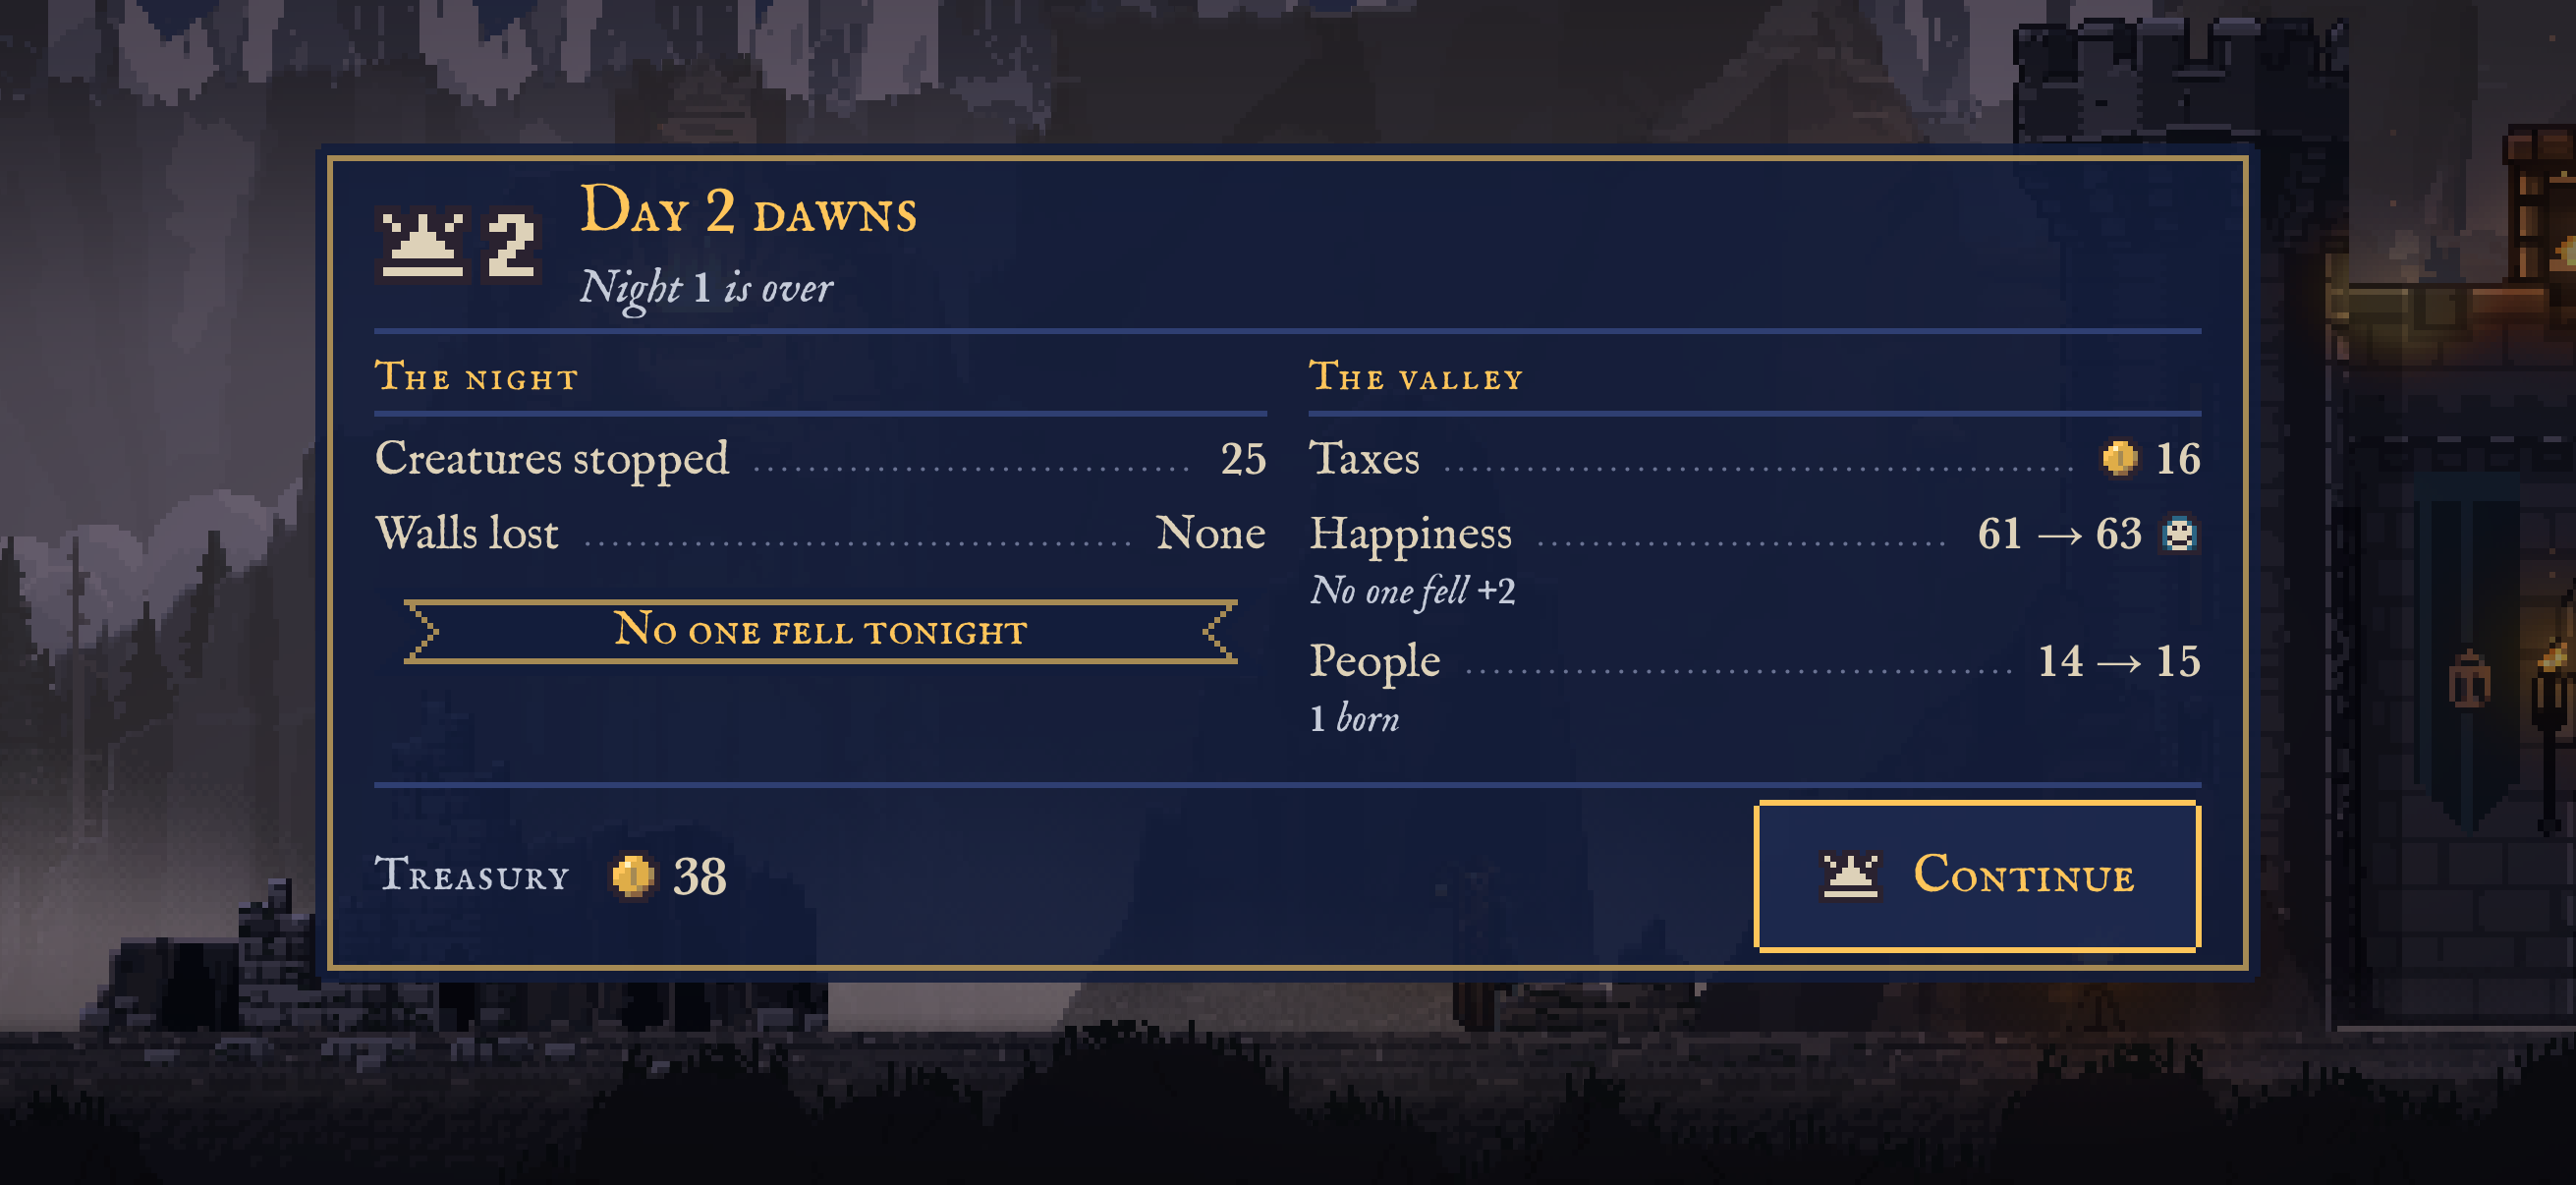 2
Day 2 dawns
Night 1 is over
The night
Creatures stopped 25
Walls lost None
No one fell tonight
The valley
Taxes 16
Happiness 61 → 63
No one fell +2
People 14 → 15
1 born
Treasury 38
Continue